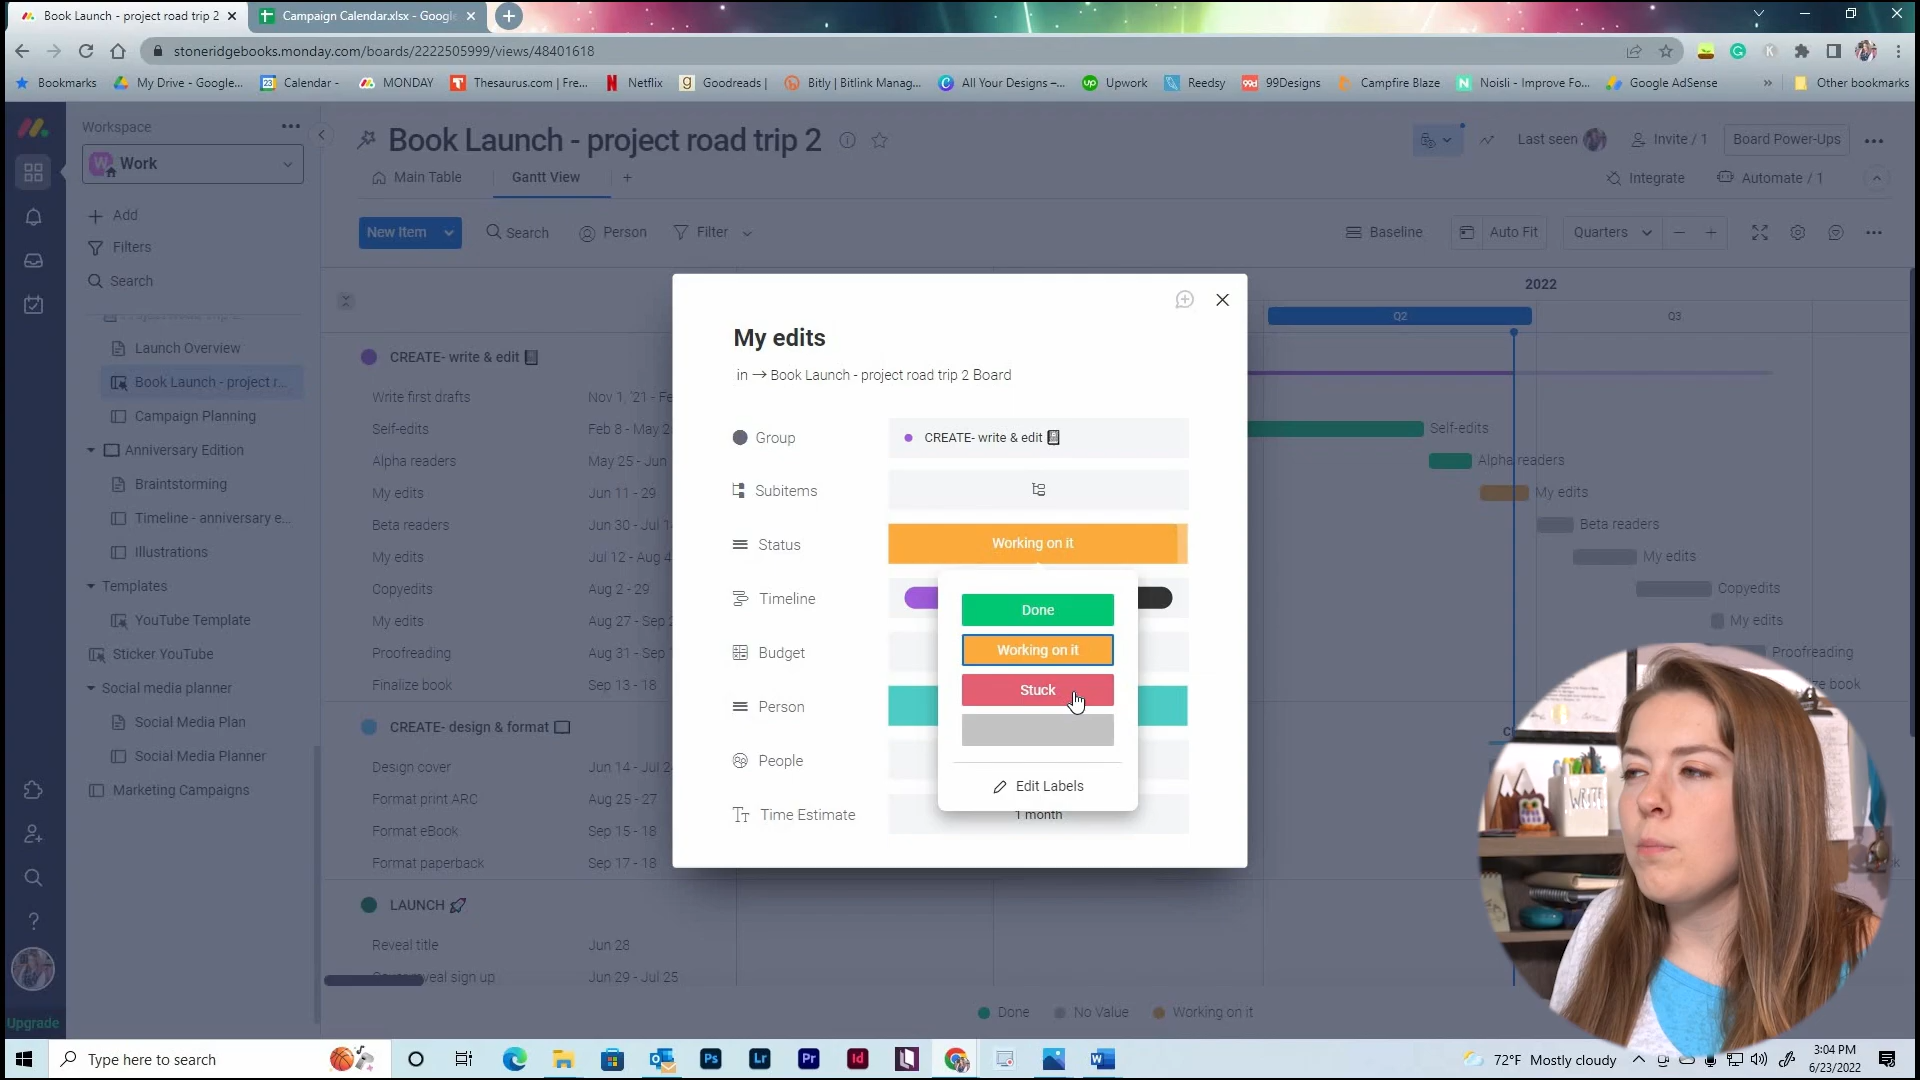 Book Launch - project road trip 2
Campaign Calendar.xlsx - Google
stoneridgebooks.monday.com/boards/2222505999/views/48401618
Bookmarks
My Drive - Google...
Calendar -
MONDAY
Thesaurus.com | Fre...
Netflix
Goodreads |
Bitly | Bitlink Manag...
All Your Designs –...
Upwork
Reedsy
99Designs
Campfire Blaze
Noisli - Improve Fo...
Google AdSense
Other bookmarks
Workspace
Work
Add
Filters
Search
Launch Overview
Book Launch - project r...
Campaign Planning
Anniversary Edition
Braintstorming
Timeline - anniversary e...
Illustrations
Templates
YouTube Template
Sticker YouTube
Social media planner
Social Media Plan
Social Media Planner
Marketing Campaigns
Upgrade
Book Launch - project road trip 2
Last seen
Invite / 1
Board Power-Ups
Main Table
Gantt View
Integrate
Automate / 1
New Item
Search
Person
Filter
Baseline
Auto Fit
Quarters
2022
Q2
Q3
CREATE- write & edit
Write first drafts Nov 1, '21 - Fe
Self-edits Feb 8 - May 2
Alpha readers May 25 - Jun
My edits Jun 11 - 29
Beta readers Jun 30 - Jul 1
My edits Jul 12 - Aug 4
Copyedits Aug 2 - 29
My edits Aug 27 - Sep 2
Proofreading Aug 31 - Sep
Finalize book Sep 13 - 18
CREATE- design & format
Design cover Jun 14 - Jul 2
Format print ARC Aug 25 - 27
Format eBook Sep 15 - 18
Format paperback Sep 17 - 18
LAUNCH
Reveal title Jun 28
reveal sign up Jun 29 - Jul 25
My edits
in → Book Launch - project road trip 2 Board
Group CREATE- write & edit
Subitems
Status Working on it
Timeline
Budget
Person
People
Time Estimate 1 month
Done
Working on it
Stuck
Edit Labels
Self-edits
Alpha readers
My edits
Beta readers
My edits
Copyedits
My edits
Proofreading
book
WRITE
Done
No Value
Working on it
Type here to search
Ps
Lr
Pr
Id
72°F Mostly cloudy
3:04 PM
6/23/2022